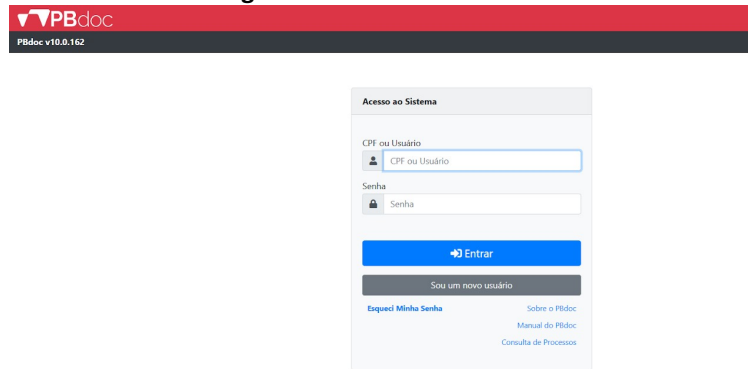 PBdoc
PBdoc v10.0.162
Acesso ao Sistema
CPF ou Usuário
CPF ou Usuário
Senha
Senha
Entrar
Sou um novo usuário
Esqueci Minha Senha Sobre o PBdoc
Manual do PBdoc
Consulta de Processos